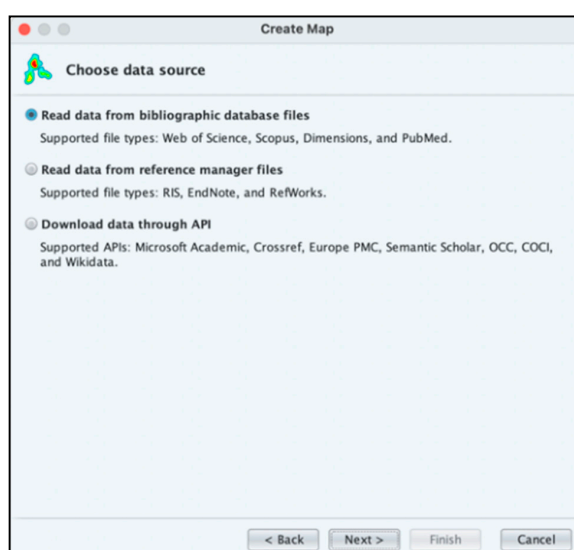 Create Map
Choose data source
Read data from bibliographic database files
Supported file types: Web of Science, Scopus, Dimensions, and PubMed.
Read data from reference manager files
Supported file types: RIS, EndNote, and RefWorks.
Download data through API
Supported APIs: Microsoft Academic, Crossref, Europe PMC, Semantic Scholar, OCC, COCI,
and Wikidata.
< Back Next > Finish Cancel